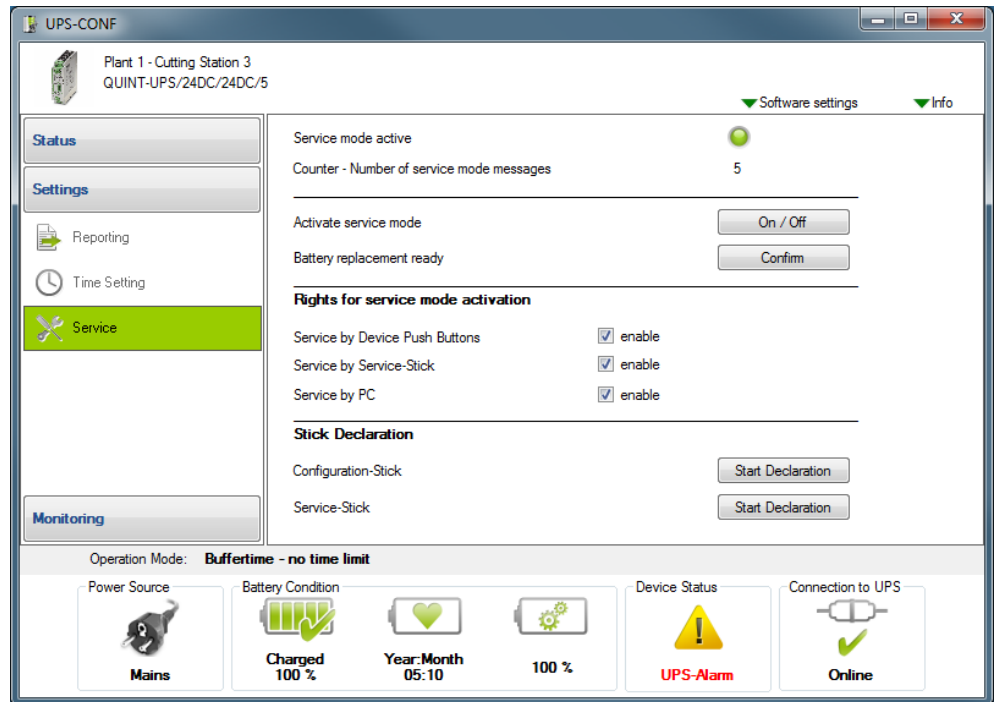 UPS-CONF
Plant 1 - Cutting Station 3
QUINT-UPS/24DC/24DC/5
Software settings Info
Status
Settings
Reporting
Time Setting
Service
Monitoring
Service mode active
Counter - Number of service mode messages 5
Activate service mode On / Off
Battery replacement ready Confirm
Rights for service mode activation
Service by Device Push Buttons enable
Service by Service-Stick enable
Service by PC enable
Stick Declaration
Configuration-Stick Start Declaration
Service-Stick Start Declaration
Operation Mode: Buffertime - no time limit
Power Source
Mains
Battery Condition
Charged
100 %
Year:Month
05:10
100 %
Device Status
UPS-Alarm
Connection to UPS
Online